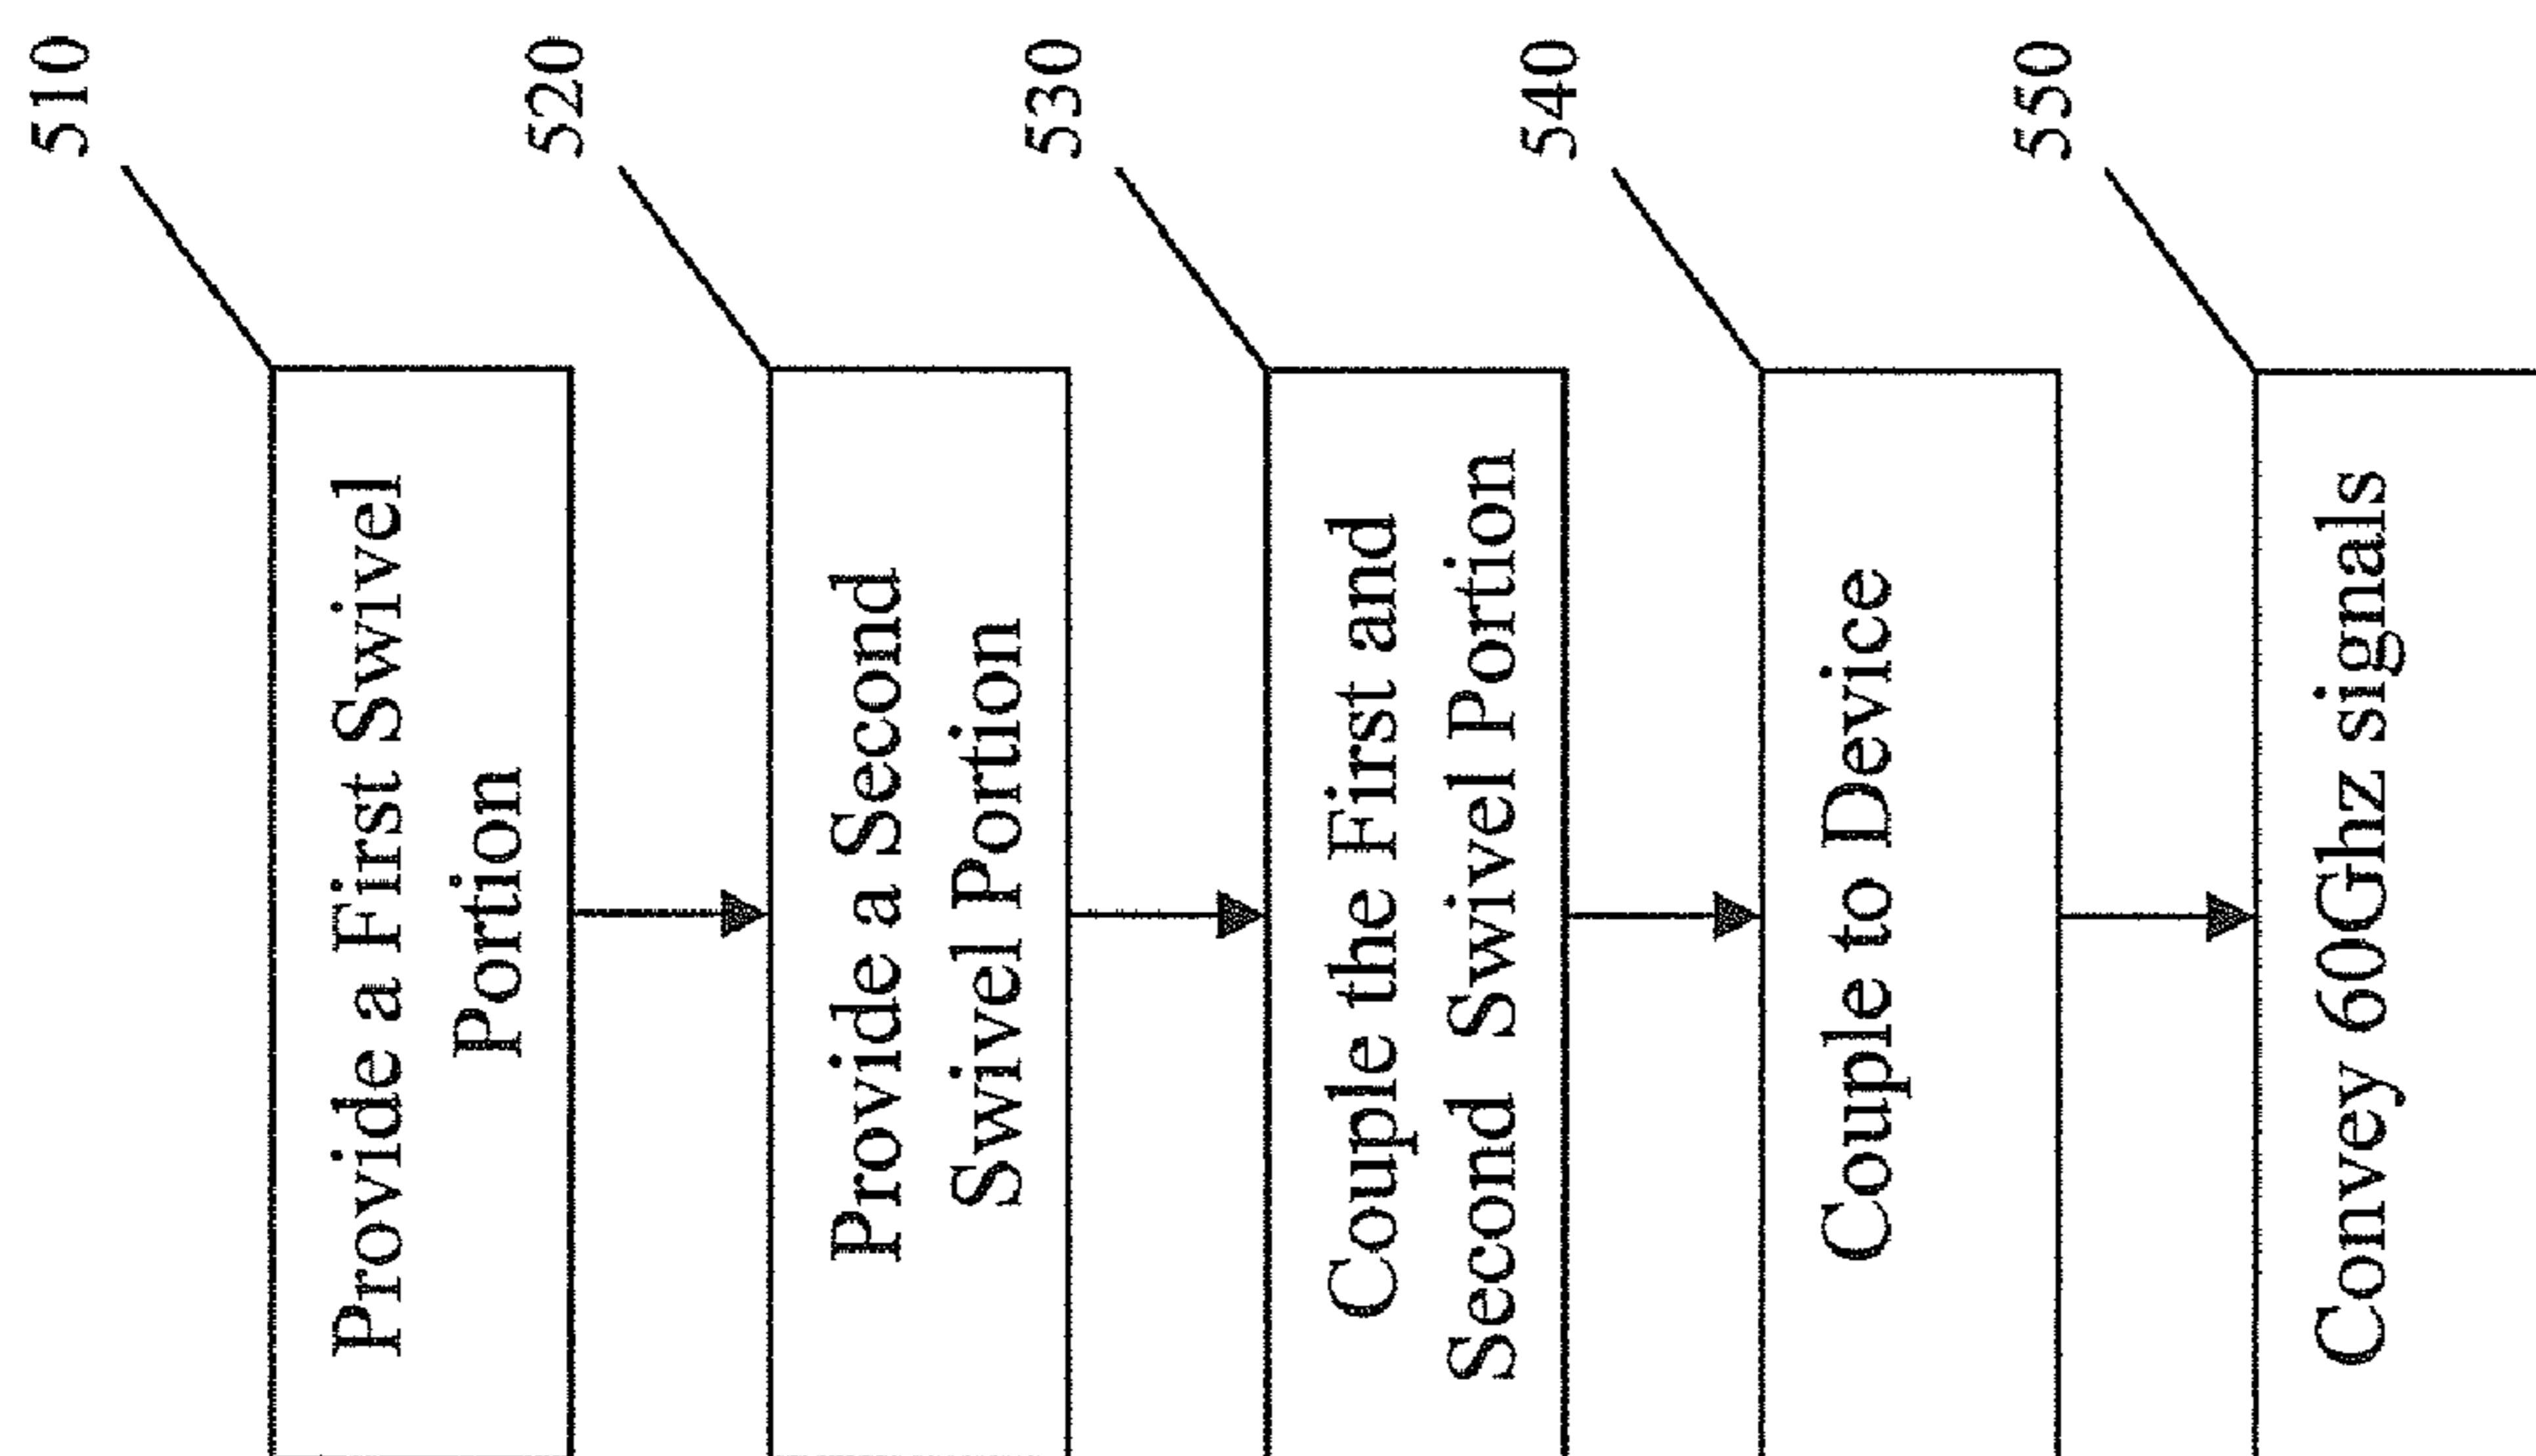 510
Provide a First Swivel
Portion
520
Provide a Second
Swivel Portion
530
Couple the First and
Second Swivel Portion
540
Couple to Device
550
Convey 60Ghz signals